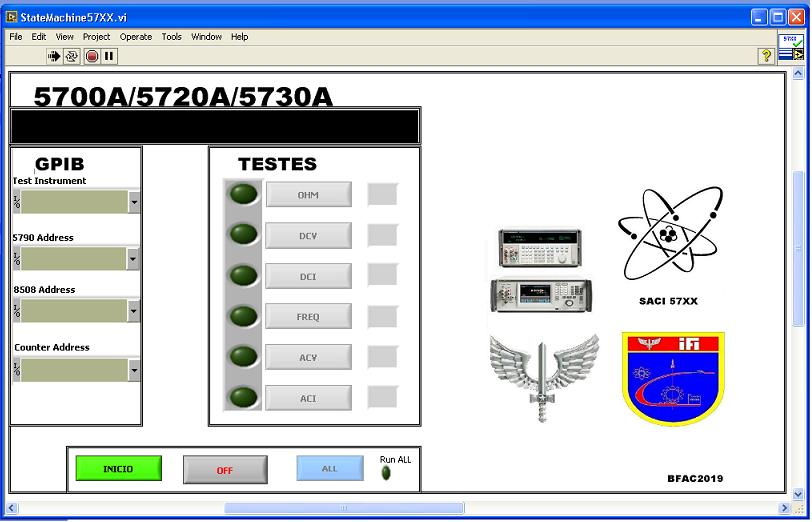 StateMachine57XX.vi
File Edit View Project Operate Tools Window Help
57XX
5700A/5720A/5730A
GPIB
Test Instrument
5790 Address
8508 Address
Counter Address
TESTES
OHM
DCV
DCI
FREQ
ACV
ACI
INICIO
OFF
ALL
Run ALL
SACI 57XX
IFI
BFAC2019